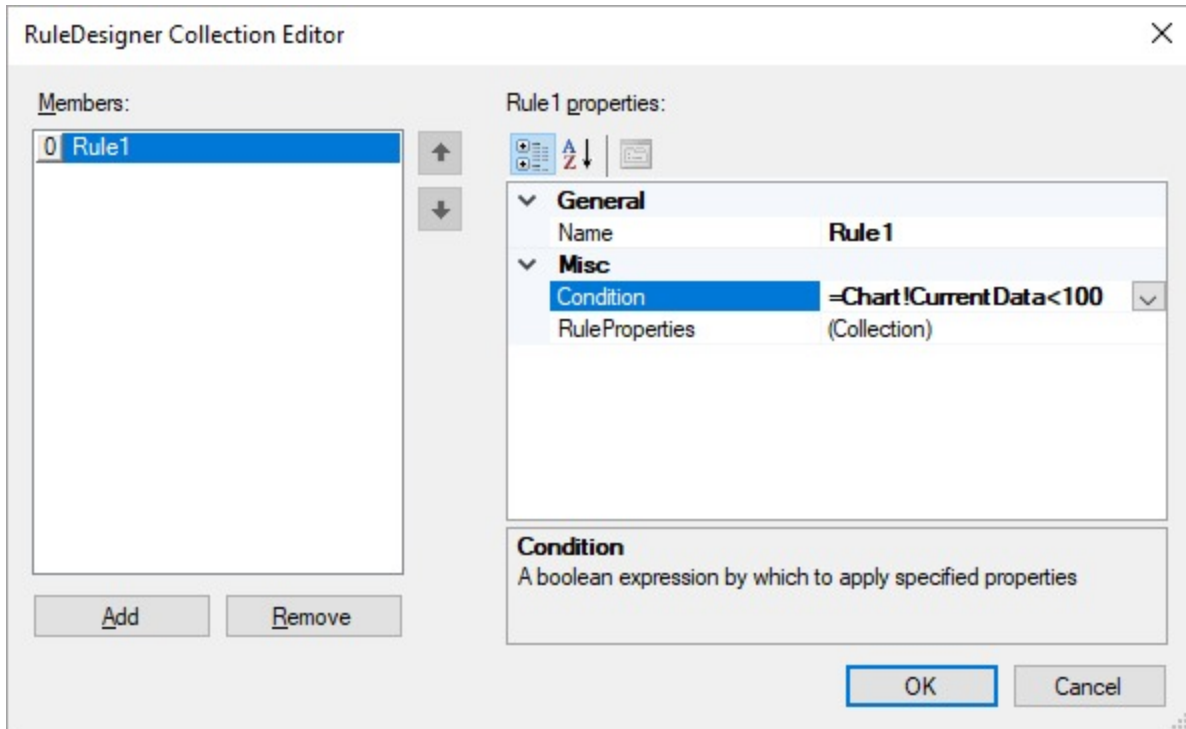 RuleDesigner Collection Editor
Members:
Rule1 properties:
0 Rule1
A
Z
General
Name Rule1
Misc
Condition =Chart!CurrentData<100
RuleProperties (Collection)
Condition
A boolean expression by which to apply specified properties
Add Remove
OK Cancel